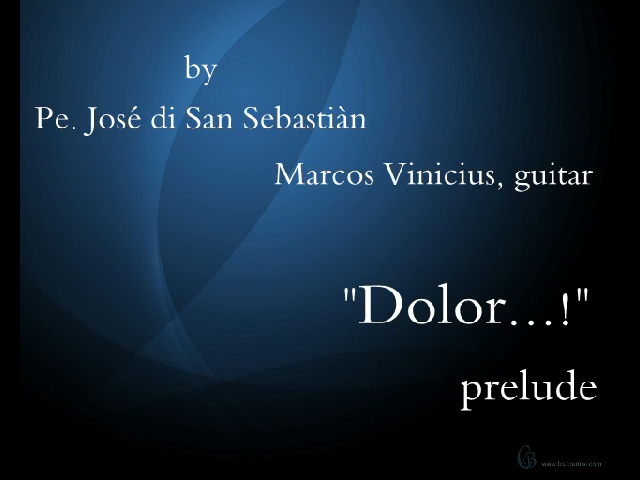 by
Pe. José di San Sebastiàn
Marcos Vinicius, guitar
"Dolor...!"
prelude